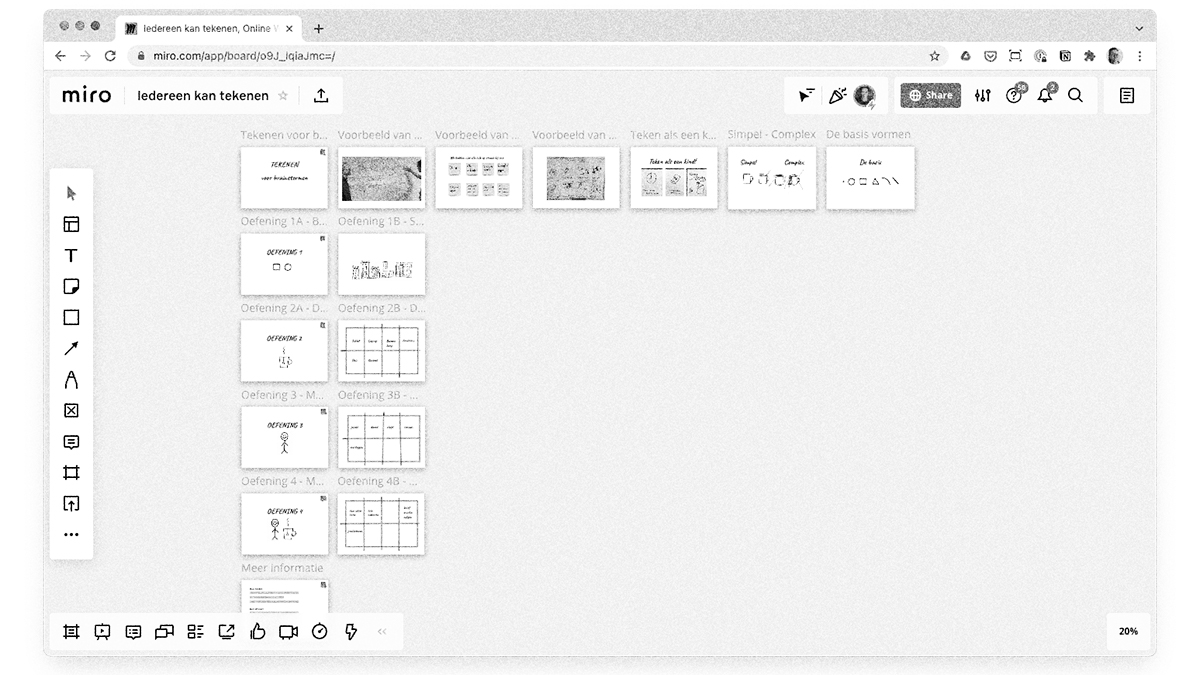 Iedereen kan tekenen, Online
miro.com/app/board/o9J_lqiaJmc=/
miro
Iedereen kan tekenen
Share
Tekenen voor b...
Voorbeeld van ...
Voorbeeld van ...
Voorbeeld van ...
Teken als een k...
Simpel - Complex
De basis vormen
TEKENEN
voor brainstormen
Teken als een kind!
Simpel
Complex
De basis
Oefening 1A - B...
Oefening 1B - S...
OEFENING 1
Oefening 2A - D...
Oefening 2B - D...
OEFENING 2
Oefening 3 - M...
Oefening 3B - ...
OEFENING 3
Oefening 4 - M...
Oefening 4B - ...
OEFENING 4
Meer informatie
20%